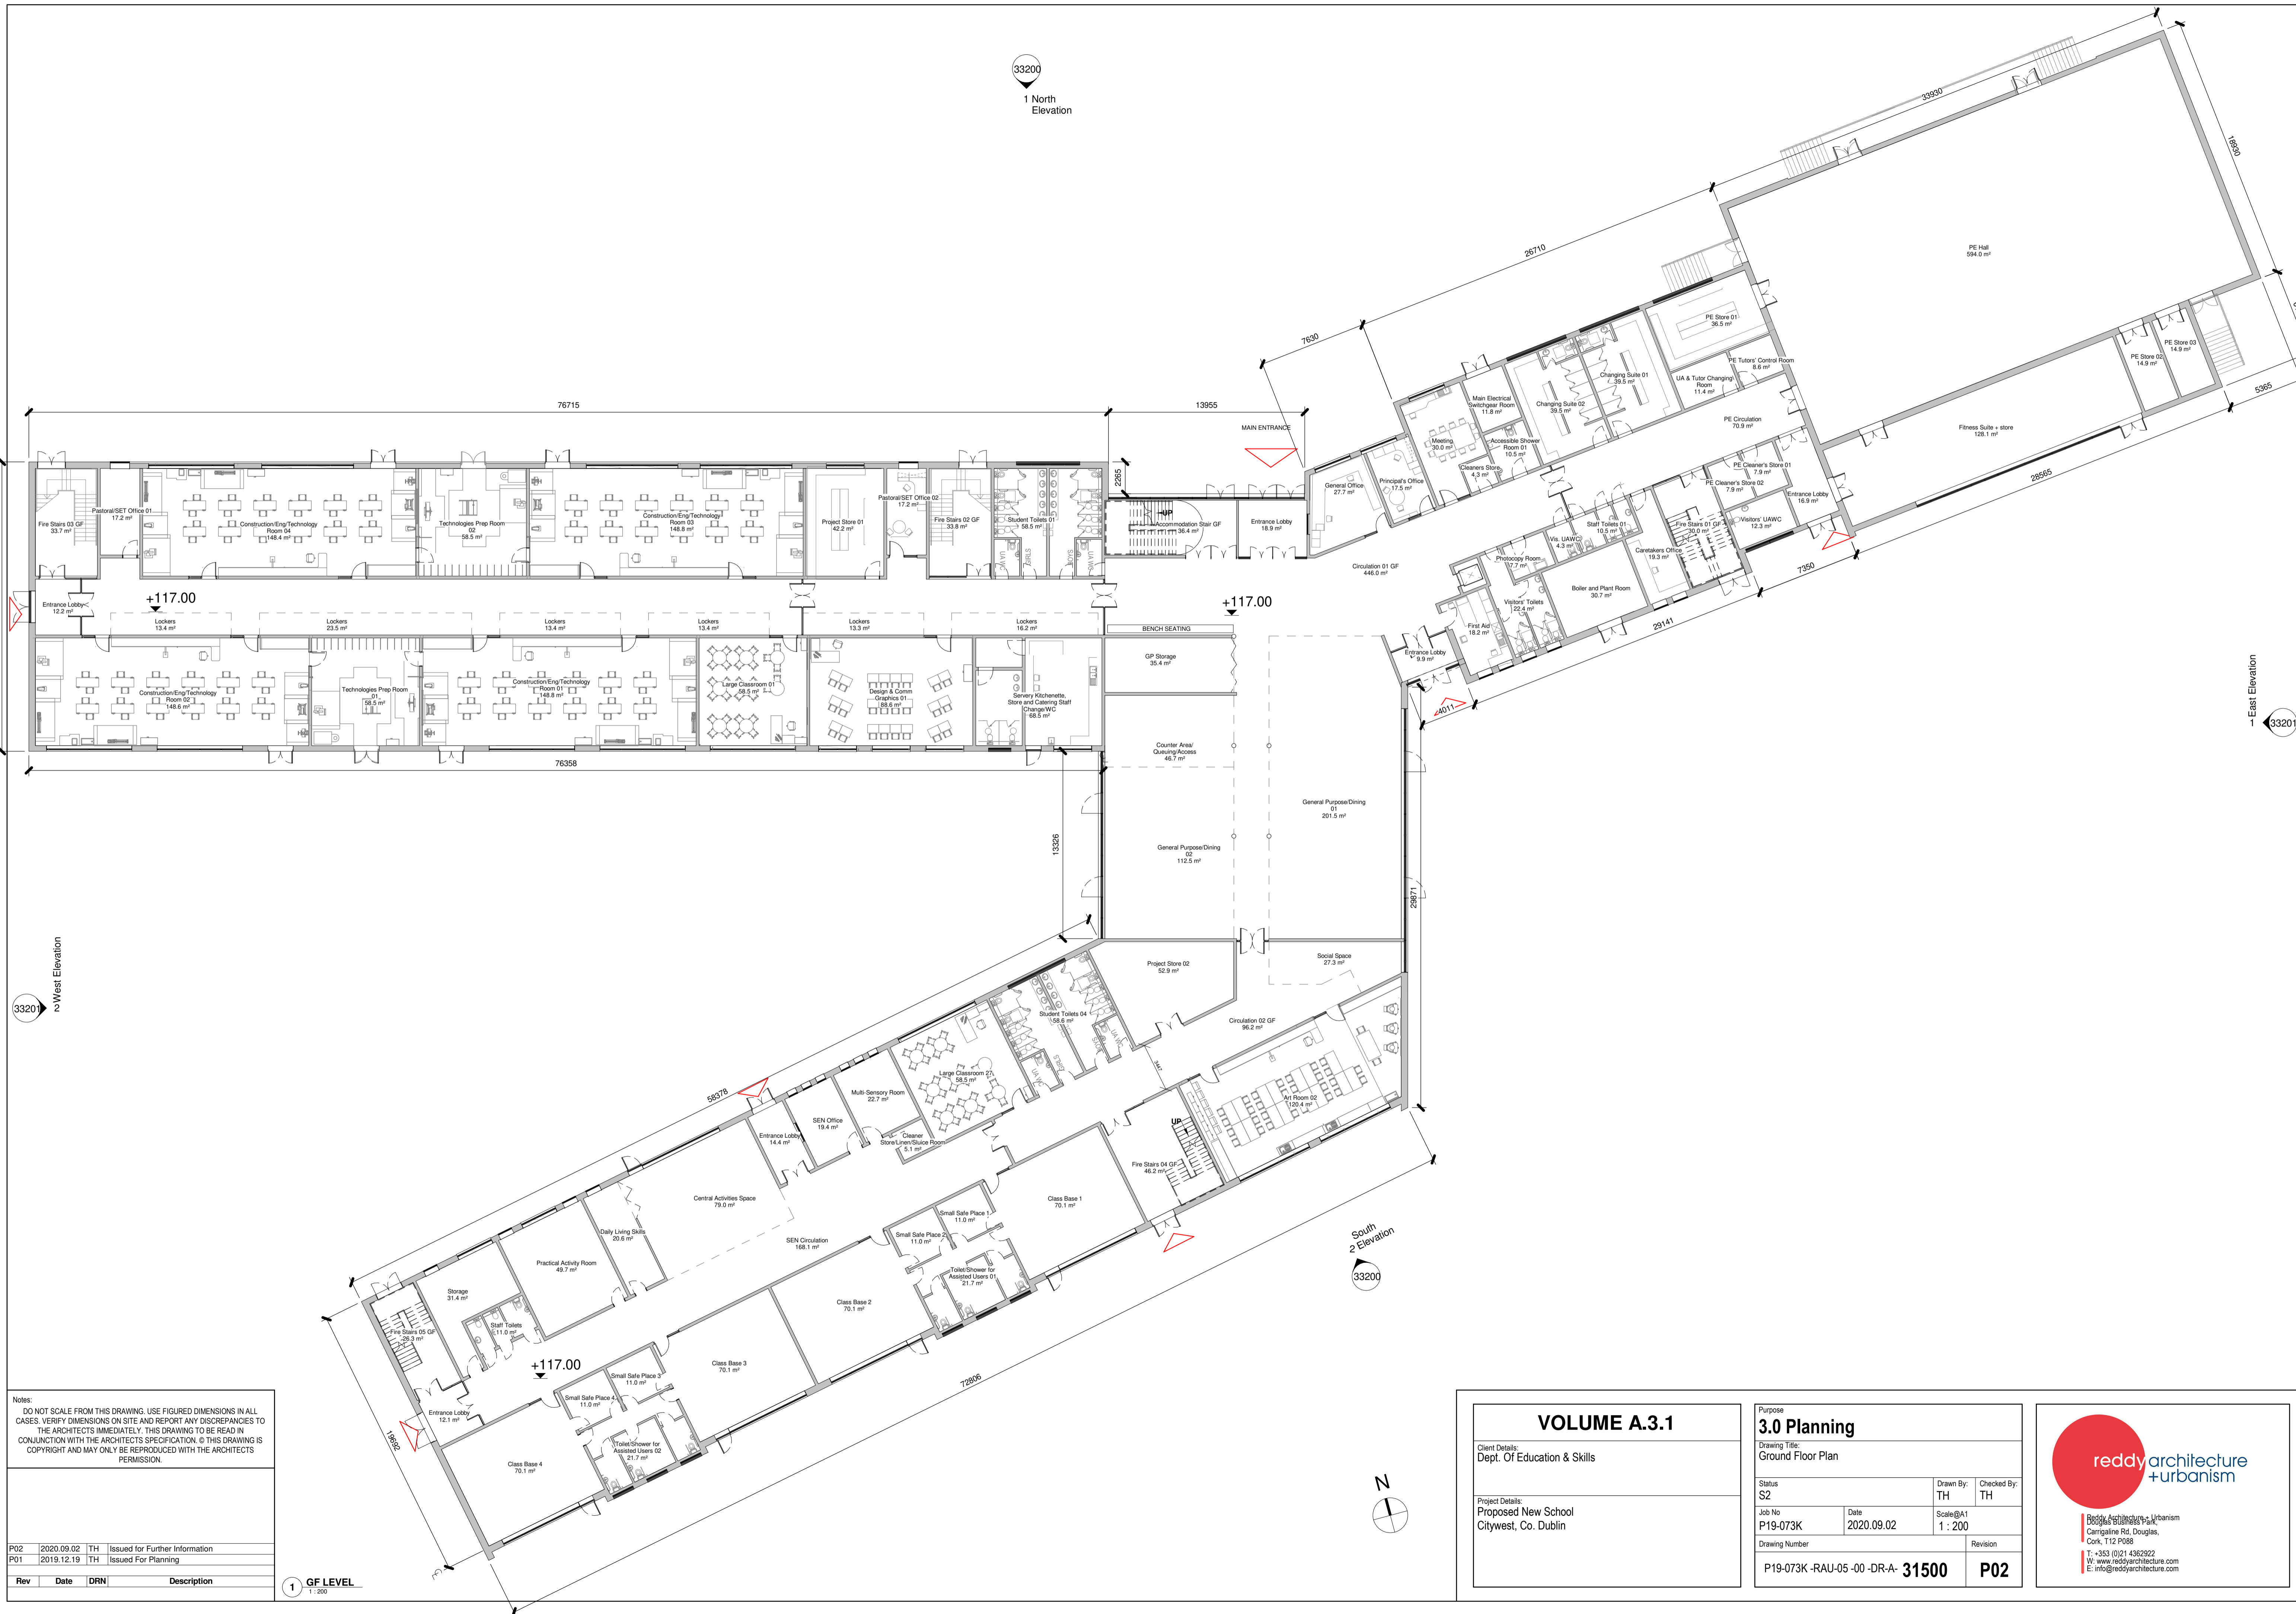 33200
1 North
Elevation
33930
18930
26710
7630
PE Hall
594.0 m²
PE Store 01
36.5 m²
PE Tutors' Control Room
8.6 m²
UA & Tutor Changing
Room
11.4 m²
Changing Suite 01
39.5 m²
Changing Suite 02
39.5 m²
Main Electrical
Switchgear Room
11.8 m²
Accessible Shower
Room 01
10.5 m²
Meeting
30.0 m²
Cleaners Store
4.3 m²
PE Circulation
70.9 m²
PE Store 02
14.9 m²
PE Store 03
14.9 m²
5365
Fitness Suite + store
128.1 m²
28565
PE Cleaner's Store 01
7.9 m²
PE Cleaner's Store 02
7.9 m²
Entrance Lobby
16.9 m²
Visitors' UAWC
12.3 m²
Fire Stairs 01 GF
30.0 m²
Staff Toilets 01
10.5 m²
Caretakers Office
19.3 m²
Vis. UAWC
4.3 m²
Photocopy Room
7.7 m²
Boiler and Plant Room
30.7 m²
Visitors' Toilets
22.4 m²
First Aid
18.2 m²
Entrance Lobby
9.9 m²
7350
29141
4011
76715
13955
MAIN ENTRANCE
2265
General Office
27.7 m²
Principal's Office
17.5 m²
UP
Accommodation Stair GF
36.4 m²
Entrance Lobby
18.9 m²
Circulation 01 GF
446.0 m²
Fire Stairs 03 GF
33.7 m²
Pastoral/SET Office 01
17.2 m²
Construction/Eng/Technology
Room 04
148.4 m²
Technologies Prep Room
02
58.5 m²
Construction/Eng/Technology
Room 03
148.8 m²
Project Store 01
42.2 m²
Pastoral/SET Office 02
17.2 m²
Fire Stairs 02 GF
33.8 m²
Student Toilets 01
58.5 m²
UA WC
GIRLS
BOYS
UA WC
Entrance Lobby
12.2 m²
+117.00
Lockers
13.4 m²
Lockers
23.5 m²
Lockers
13.4 m²
Lockers
13.4 m²
Lockers
13.3 m²
Lockers
16.2 m²
+117.00
BENCH SEATING
GP Storage
35.4 m²
Construction/Eng/Technology
Room 02
148.6 m²
Technologies Prep Room
01
58.5 m²
Construction/Eng/Technology
Room 01
148.8 m²
Large Classroom 01
58.5 m²
Design & Comm
Graphics 01
88.6 m²
Servery Kitchenette,
Store and Catering Staff
Change/WC
68.5 m²
76358
13326
Counter Area/
Queuing/Access
46.7 m²
General Purpose/Dining
01
201.5 m²
General Purpose/Dining
02
112.5 m²
29871
1 East Elevation
33201
2 West Elevation
33201
Project Store 02
52.9 m²
Social Space
27.3 m²
Circulation 02 GF
96.2 m²
3447
Student Toilets 04
58.6 m²
UA WC
BOYS
GIRLS
UA WC
Large Classroom 27
58.5 m²
Art Room 02
120.4 m²
Multi-Sensory Room
22.7 m²
SEN Office
19.4 m²
Cleaner
Store/Linen/Sluice Room
5.1 m²
Entrance Lobby
14.4 m²
58378
UP
Fire Stairs 04 GF
46.2 m²
Class Base 1
70.1 m²
Small Safe Place 1
11.0 m²
Small Safe Place 2
11.0 m²
Toilet/Shower for
Assisted Users 01
21.7 m²
Central Activities Space
79.0 m²
Daily Living Skills
20.6 m²
SEN Circulation
168.1 m²
Practical Activity Room
49.7 m²
Class Base 2
70.1 m²
Storage
31.4 m²
Staff Toilets
11.0 m²
Fire Stairs 05 GF
26.3 m²
+117.00
Class Base 3
70.1 m²
Small Safe Place 3
11.0 m²
Small Safe Place 4
11.0 m²
Entrance Lobby
12.1 m²
Toilet/Shower for
Assisted Users 02
21.7 m²
Class Base 4
70.1 m²
19692
72806
South
2 Elevation
33200
N
Notes:
DO NOT SCALE FROM THIS DRAWING. USE FIGURED DIMENSIONS IN ALL
CASES. VERIFY DIMENSIONS ON SITE AND REPORT ANY DISCREPANCIES TO
THE ARCHITECTS IMMEDIATELY. THIS DRAWING TO BE READ IN
CONJUNCTION WITH THE ARCHITECTS SPECIFICATION. © THIS DRAWING IS
COPYRIGHT AND MAY ONLY BE REPRODUCED WITH THE ARCHITECTS
PERMISSION.
P02 2020.09.02 TH Issued for Further Information
P01 2019.12.19 TH Issued For Planning
Rev Date DRN Description
1 GF LEVEL
1 : 200
VOLUME A.3.1
Client Details:
Dept. Of Education & Skills
Project Details:
Proposed New School
Citywest, Co. Dublin
Purpose
3.0 Planning
Drawing Title:
Ground Floor Plan
Status
S2
Drawn By:
TH
Checked By:
TH
Job No
P19-073K
Date
2020.09.02
Scale@A1
1 : 200
Drawing Number
P19-073K -RAU-05 -00 -DR-A- 31500
Revision
P02
reddy architecture
+urbanism
Reddy Architecture + Urbanism
Douglas Business Park,
Carrigaline Rd, Douglas,
Cork, T12 P088
T: +353 (0)21 4362922
W: www.reddyarchitecture.com
E: info@reddyarchitecture.com